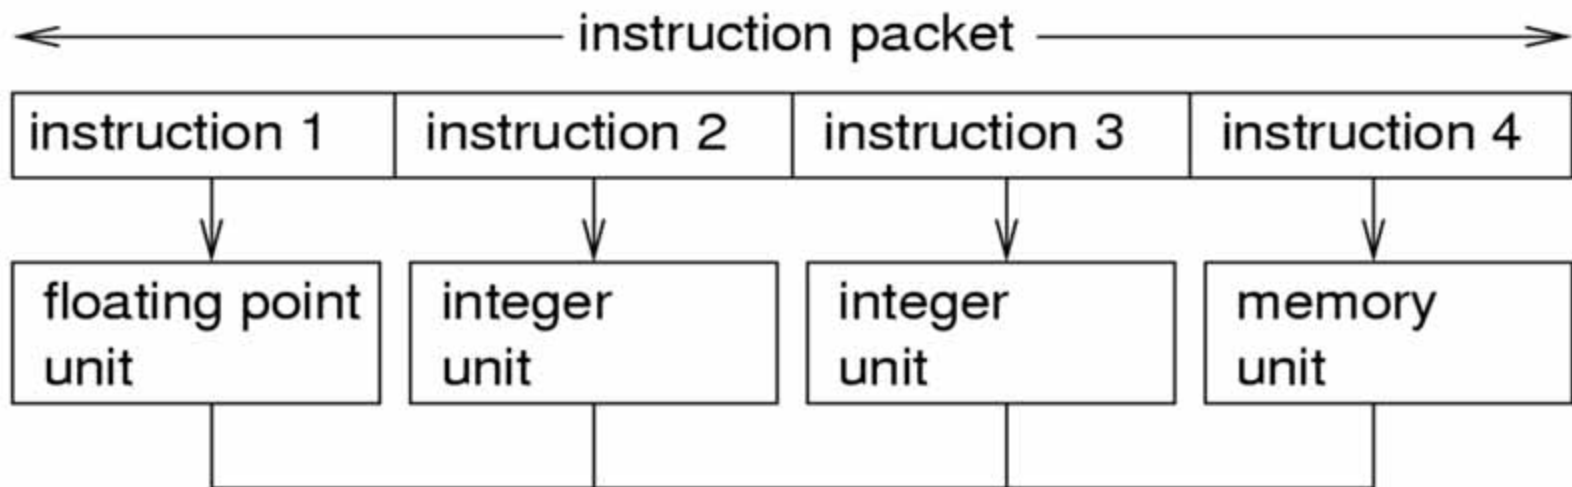 instruction packet
instruction 1 instruction 2 instruction 3 instruction 4
floating point integer integer memory
unit unit unit unit